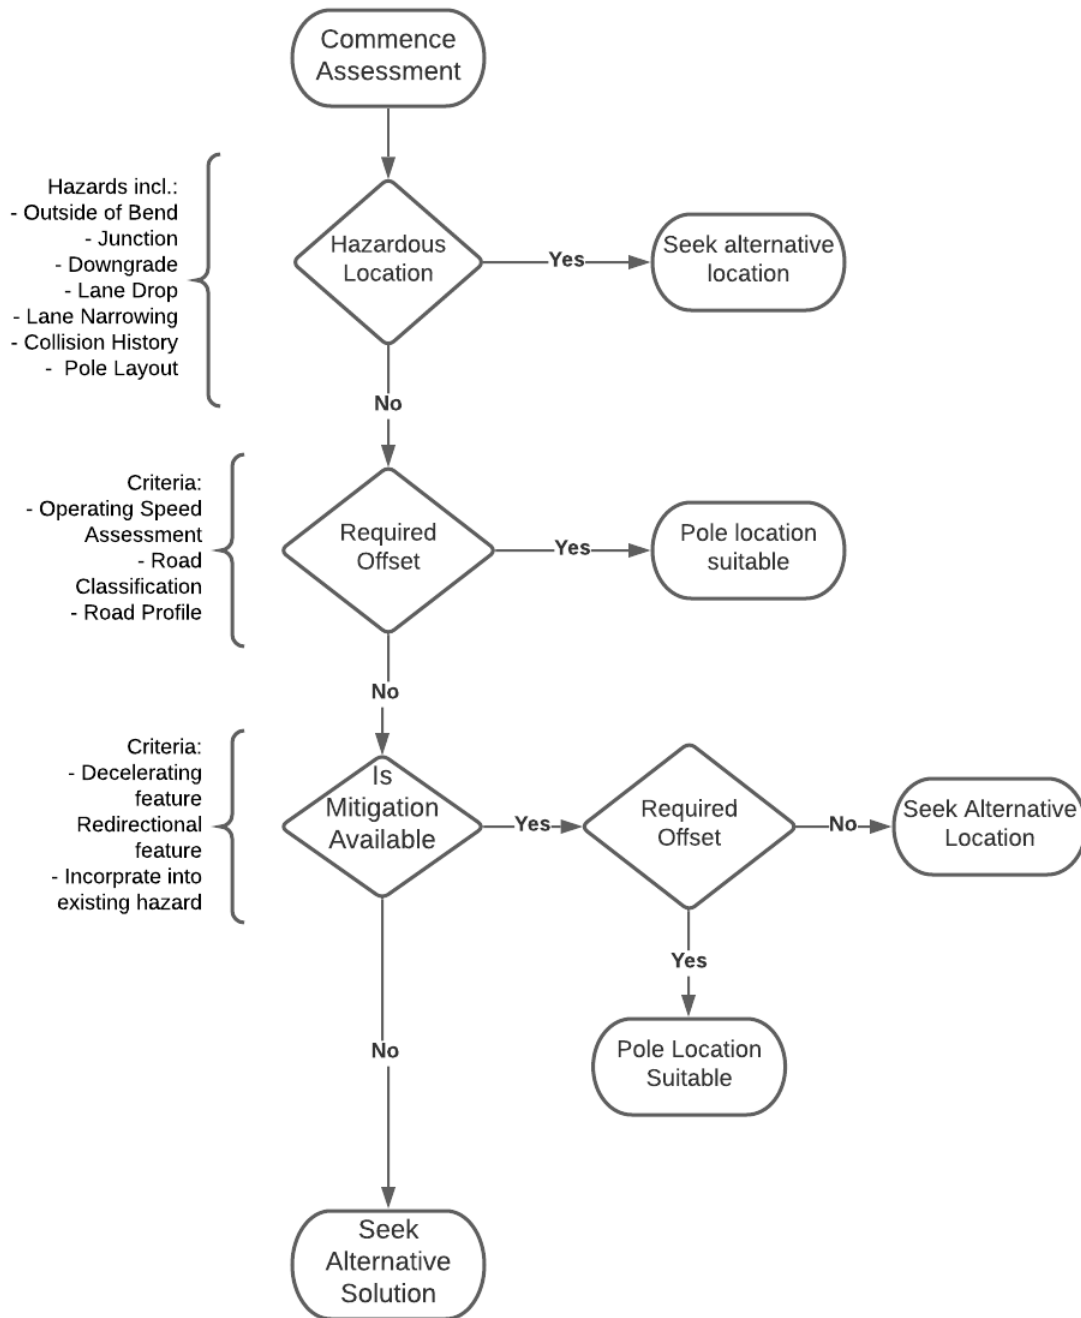 Commence
Assessment
Hazards incl.:
- Outside of Bend
- Junction
- Downgrade
- Lane Drop
- Lane Narrowing
- Collision History
- Pole Layout
Hazardous
Location
Yes
Seek alternative
location
No
Criteria:
- Operating Speed
Assessment
- Road
Classification
- Road Profile
Required
Offset
Yes
Pole location
suitable
No
Criteria:
- Decelerating
feature
Redirectional
feature
- Incorprate into
existing hazard
Is
Mitigation
Available
Yes
Required
Offset
No
Seek Alternative
Location
Yes
Pole Location
Suitable
No
Seek
Alternative
Solution